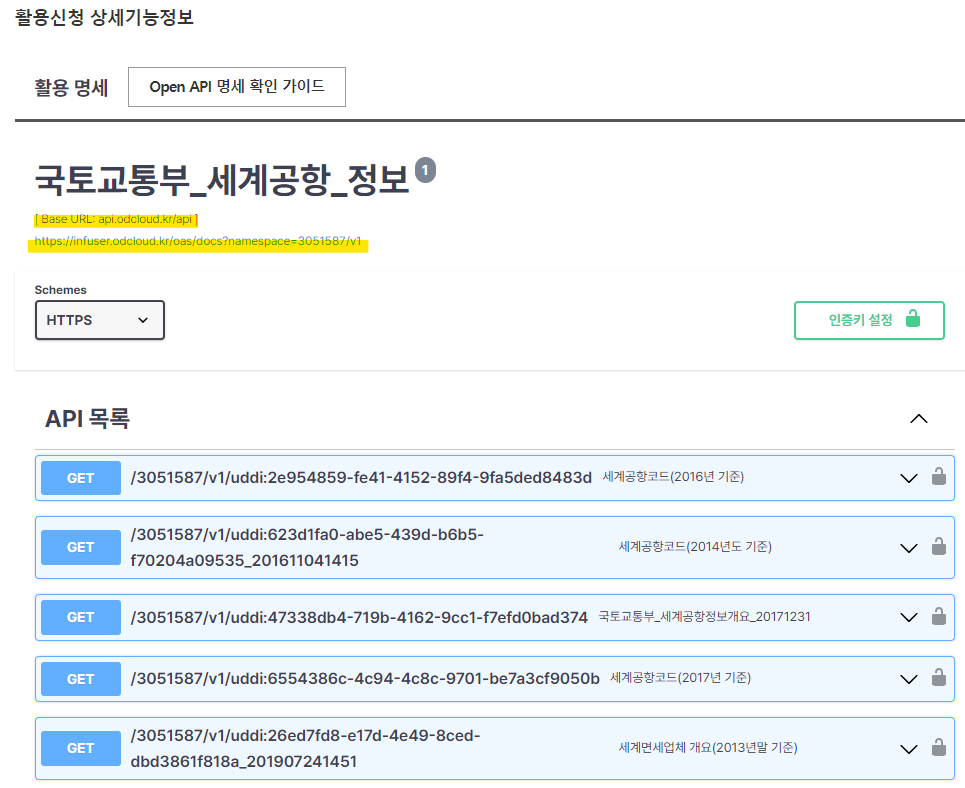 활용신청 상세기능정보
활용 명세
Open API 명세 확인 가이드
국토교통부_세계공항_정보 1
[ Base URL: api.odcloud.kr/api ]
https://infuser.odcloud.kr/oas/docs?namespace=3051587/v1
Schemes
HTTPS
인증키 설정
API 목록
GET /3051587/v1/uddi:2e954859-fe41-4152-89f4-9fa5ded8483d 세계공항코드(2016년 기준)
GET /3051587/v1/uddi:623d1fa0-abe5-439d-b6b5-
f70204a09535_201611041415 세계공항코드(2014년도 기준)
GET /3051587/v1/uddi:47338db4-719b-4162-9cc1-f7efd0bad374 국토교통부_세계공항정보개요_20171231
GET /3051587/v1/uddi:6554386c-4c94-4c8c-9701-be7a3cf9050b 세계공항코드(2017년 기준)
GET /3051587/v1/uddi:26ed7fd8-e17d-4e49-8ced-
dbd3861f818a_201907241451 세계면세업체 개요(2013년말 기준)